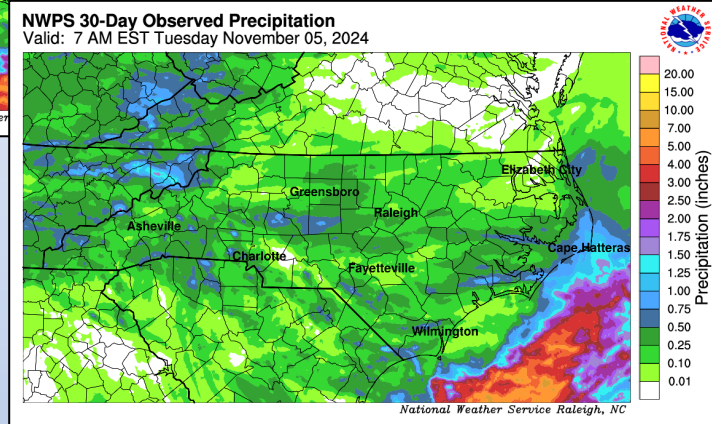 NWPS 30-Day Observed Precipitation
Valid: 7 AM EST Tuesday November 05, 2024
NATIONAL WEATHER SERVICE
Elizabeth City
Greensboro
Raleigh
Asheville
Cape Hatteras
Charlotte
Fayetteville
Wilmington
20.00
15.00
10.00
7.00
5.00
4.00
3.00
2.50
2.00
1.75
1.50
1.25
1.00
0.75
0.50
0.25
0.10
0.01
Precipitation (inches)
National Weather Service Raleigh, NC